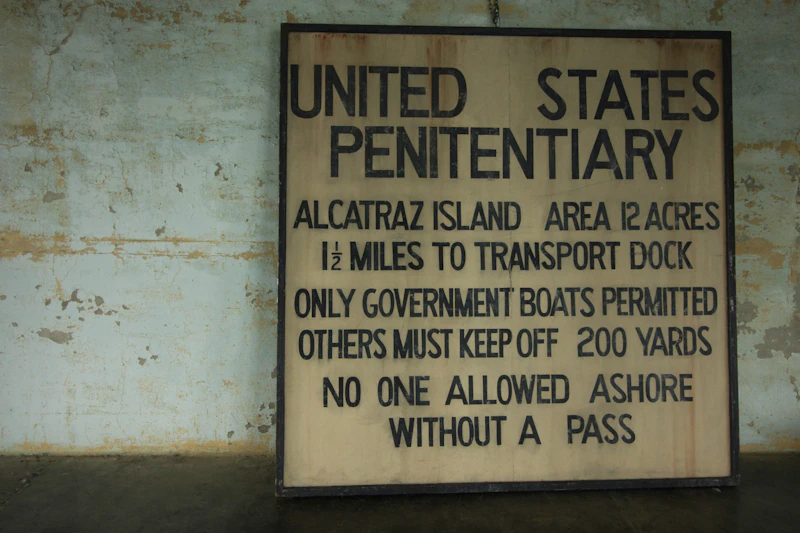 UNITED STATES
PENITENTIARY
ALCATRAZ ISLAND AREA 12 ACRES
1½ MILES TO TRANSPORT DOCK
ONLY GOVERNMENT BOATS PERMITTED
OTHERS MUST KEEP OFF 200 YARDS
NO ONE ALLOWED ASHORE
WITHOUT A PASS